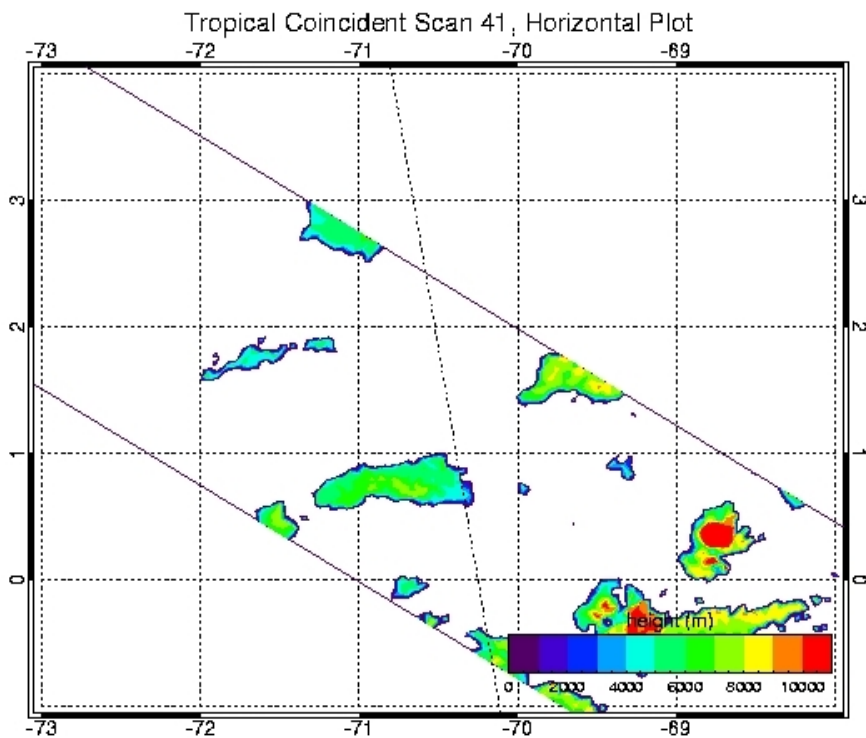 Tropical Coincident Scan 41, Horizontal Plot
-73 -72 -71 -70 -69
3 3
2 2
1 1
0 0
height (m)
0 2000 4000 6000 8000 10000
-73 -72 -71 -70 -69